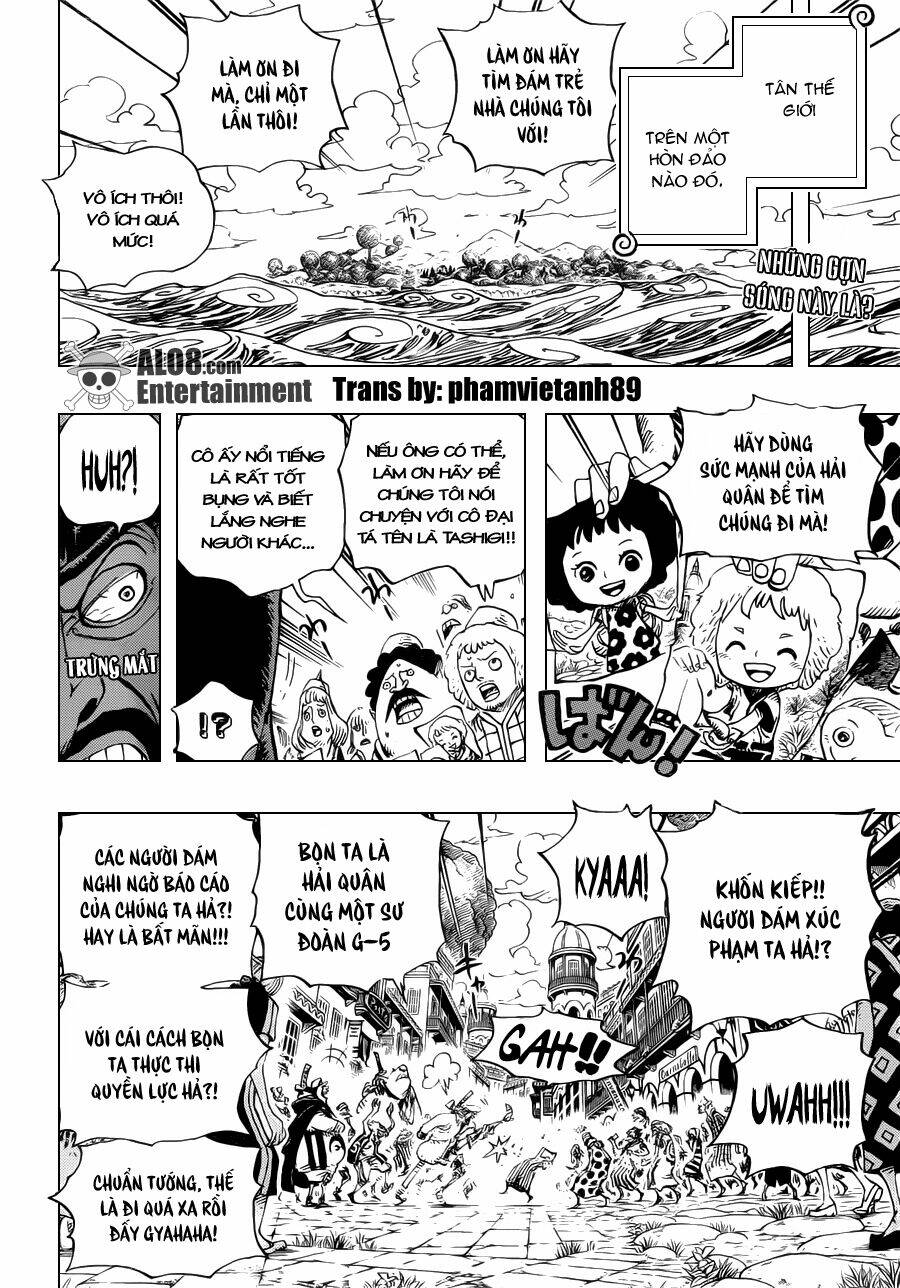 TÂN THẾ
GIỚI
TRÊN MỘT
HÒN ĐẢO
NÀO ĐÓ.
NHỮNG GỢN
SÓNG NÀY LÀ?
LÀM ƠN HÃY
TÌM ĐÁM TRẺ
NHÀ CHÚNG TÔI
VỚI!
LÀM ƠN ĐI
MÀ, CHỈ MỘT
LẦN THÔI!
VÔ ÍCH THÔI!
VÔ ÍCH QUÁ
MỨC!
AL08.com
Entertainment
Trans by: phamvietanh89
HÃY DÙNG
SỨC MẠNH CỦA HẢI
QUÂN ĐỂ TÌM
CHÚNG ĐI MÀ!
ばん!
NẾU ÔNG CÓ THỂ,
LÀM ƠN HÃY ĐỂ
CHÚNG TÔI NÓI
CHUYỆN VỚI CÔ ĐẠI
TÁ TÊN LÀ TASHIGI!!
CÔ ẤY NỔI TIẾNG
LÀ RẤT TỐT
BỤNG VÀ BIẾT
LẮNG NGHE
NGƯỜI KHÁC...
!?
HUH?!
TRỪNG MẮT
KHỐN KIẾP!!
NGƯƠI DÁM XÚC
PHẠM TA HẢ!?
KYAAA!
GAH!!
UWAHH!!!
BỌN TA LÀ
HẢI QUÂN
CÙNG MỘT SƯ
ĐOÀN G-5
CÁC NGƯƠI DÁM
NGHI NGỜ BÁO CÁO
CỦA CHÚNG TA HẢ?!
HAY LÀ BẤT MÃN!!!
VỚI CÁI CÁCH BỌN
TA THỰC THI
QUYỀN LỰC HẢ?!
CHUẨN TƯỚNG, THẾ
LÀ ĐI QUÁ XA RỒI
ĐẤY GYAHAHA!